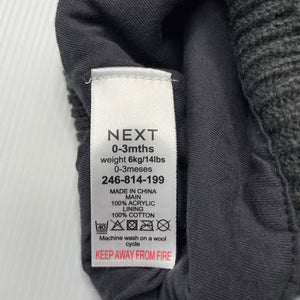 NEXT
0-3mths
weight 6kg/14lbs
0-3meses
246-814-199
MADE IN CHINA
MAIN
100% ACRYLIC
LINING
100% COTTON
40
Machine wash on a wool
cycle
KEEP AWAY FROM FIRE